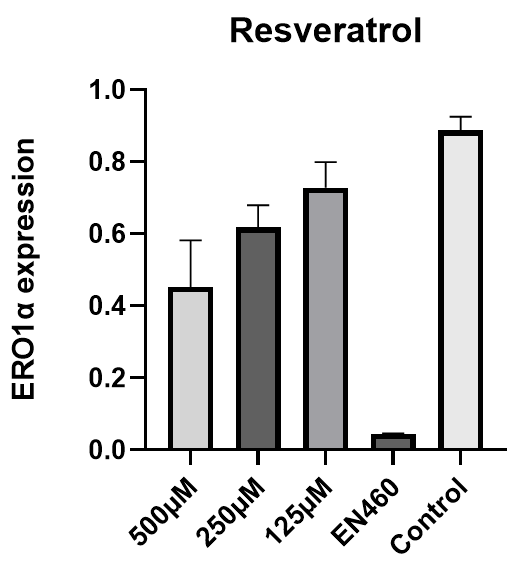 Resveratrol
ERO1α expression
1.0
0.8
0.6
0.4
0.2
0.0
500µM
250µM
125µM
EN460
Control